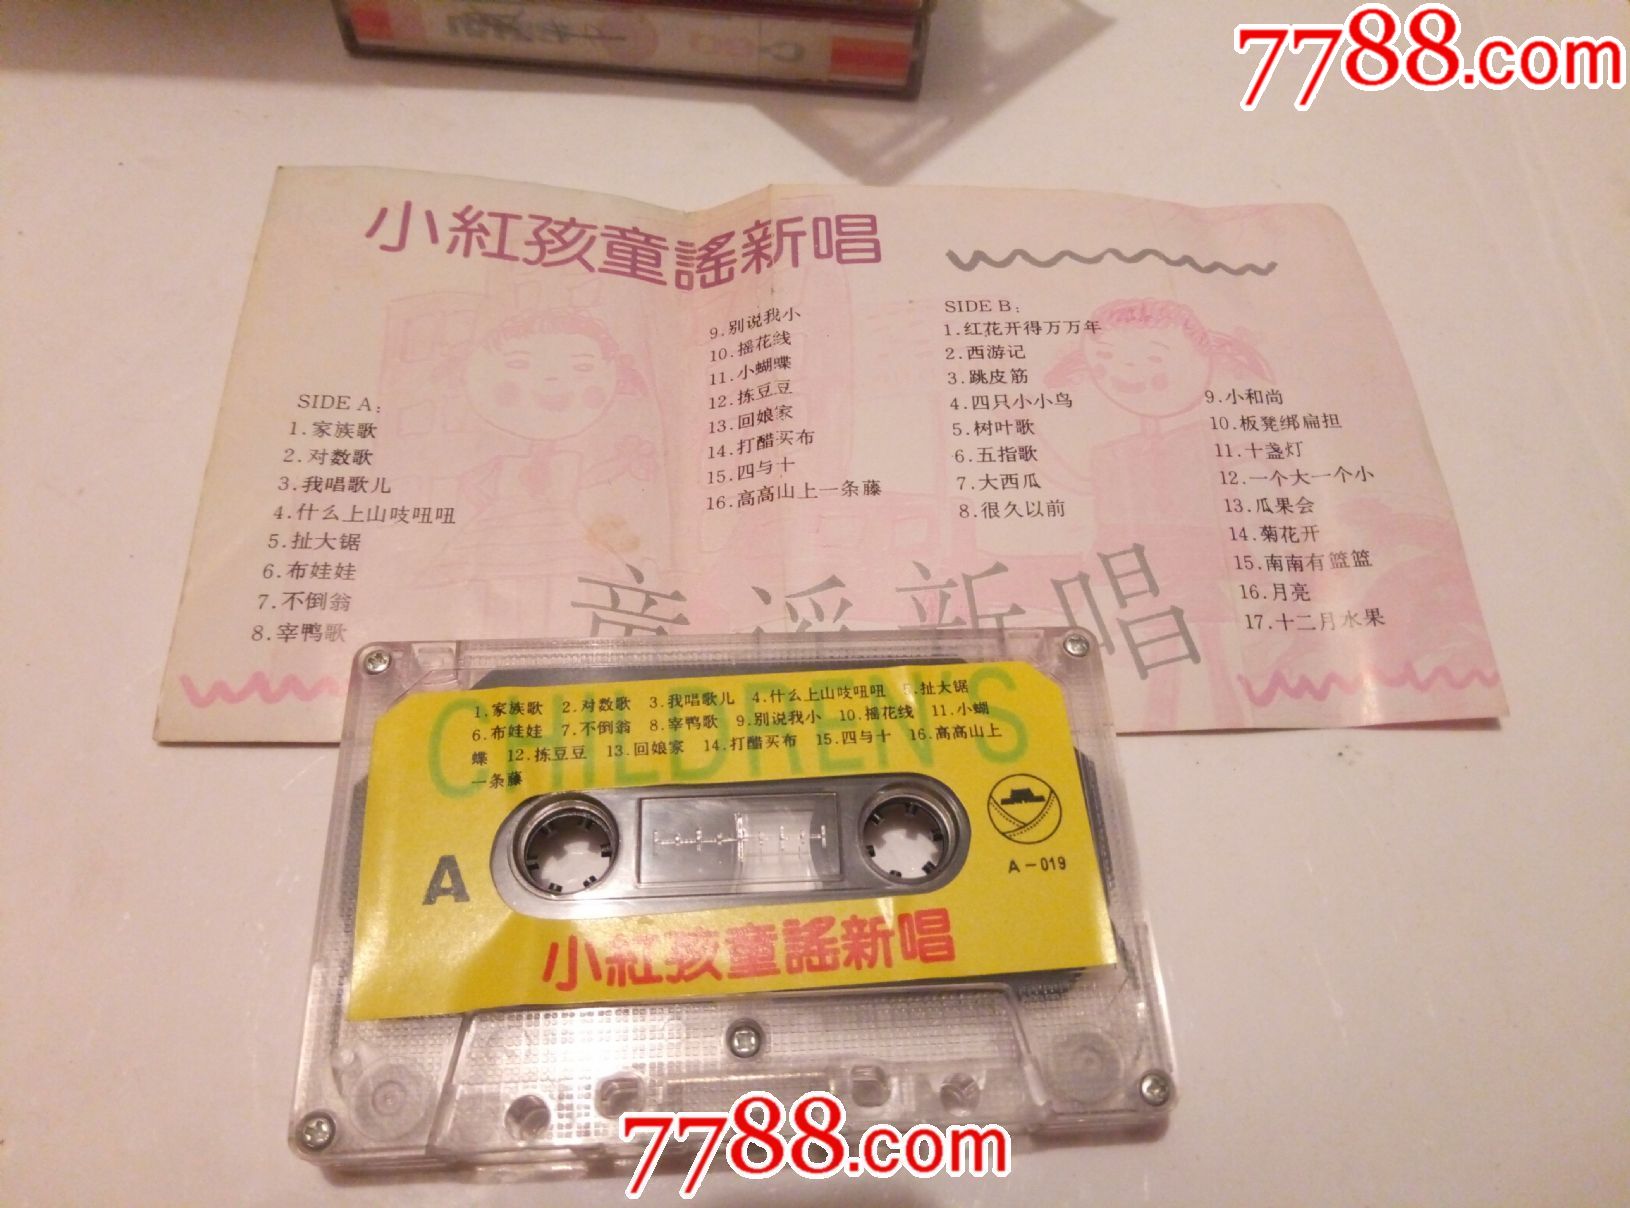 7788.com
小紅孩童謠新唱
SIDE A:
1.家族歌
2.对数歌
3.我唱歌儿
4.什么上山吱吜吜
5.扯大锯
6.布娃娃
7.不倒翁
8.宰鸭歌
9.别说我小
10.摇花线
11.小蝴蝶
12.拣豆豆
13.回娘家
14.打醋买布
15.四与十
16.高高山上一条藤
SIDE B:
1.红花开得万万年
2.西游记
3.跳皮筋
4.四只小小鸟
5.树叶歌
6.五指歌
7.大西瓜
8.很久以前
9.小和尚
10.板凳绑扁担
11.十盏灯
12.一个大一个小
13.瓜果会
14.菊花开
15.南南有篮篮
16.月亮
17.十二月水果
童谣新唱
CHILDREN'S
1.家族歌 2.对数歌 3.我唱歌儿 4.什么上山吱吜吜 5.扯大锯
6.布娃娃 7.不倒翁 8.宰鸭歌 9.别说我小 10.摇花线 11.小蝴
蝶 12.拣豆豆 13.回娘家 14.打醋买布 15.四与十 16.高高山上
一条藤
A
A-019
小紅孩童謠新唱
7788.com